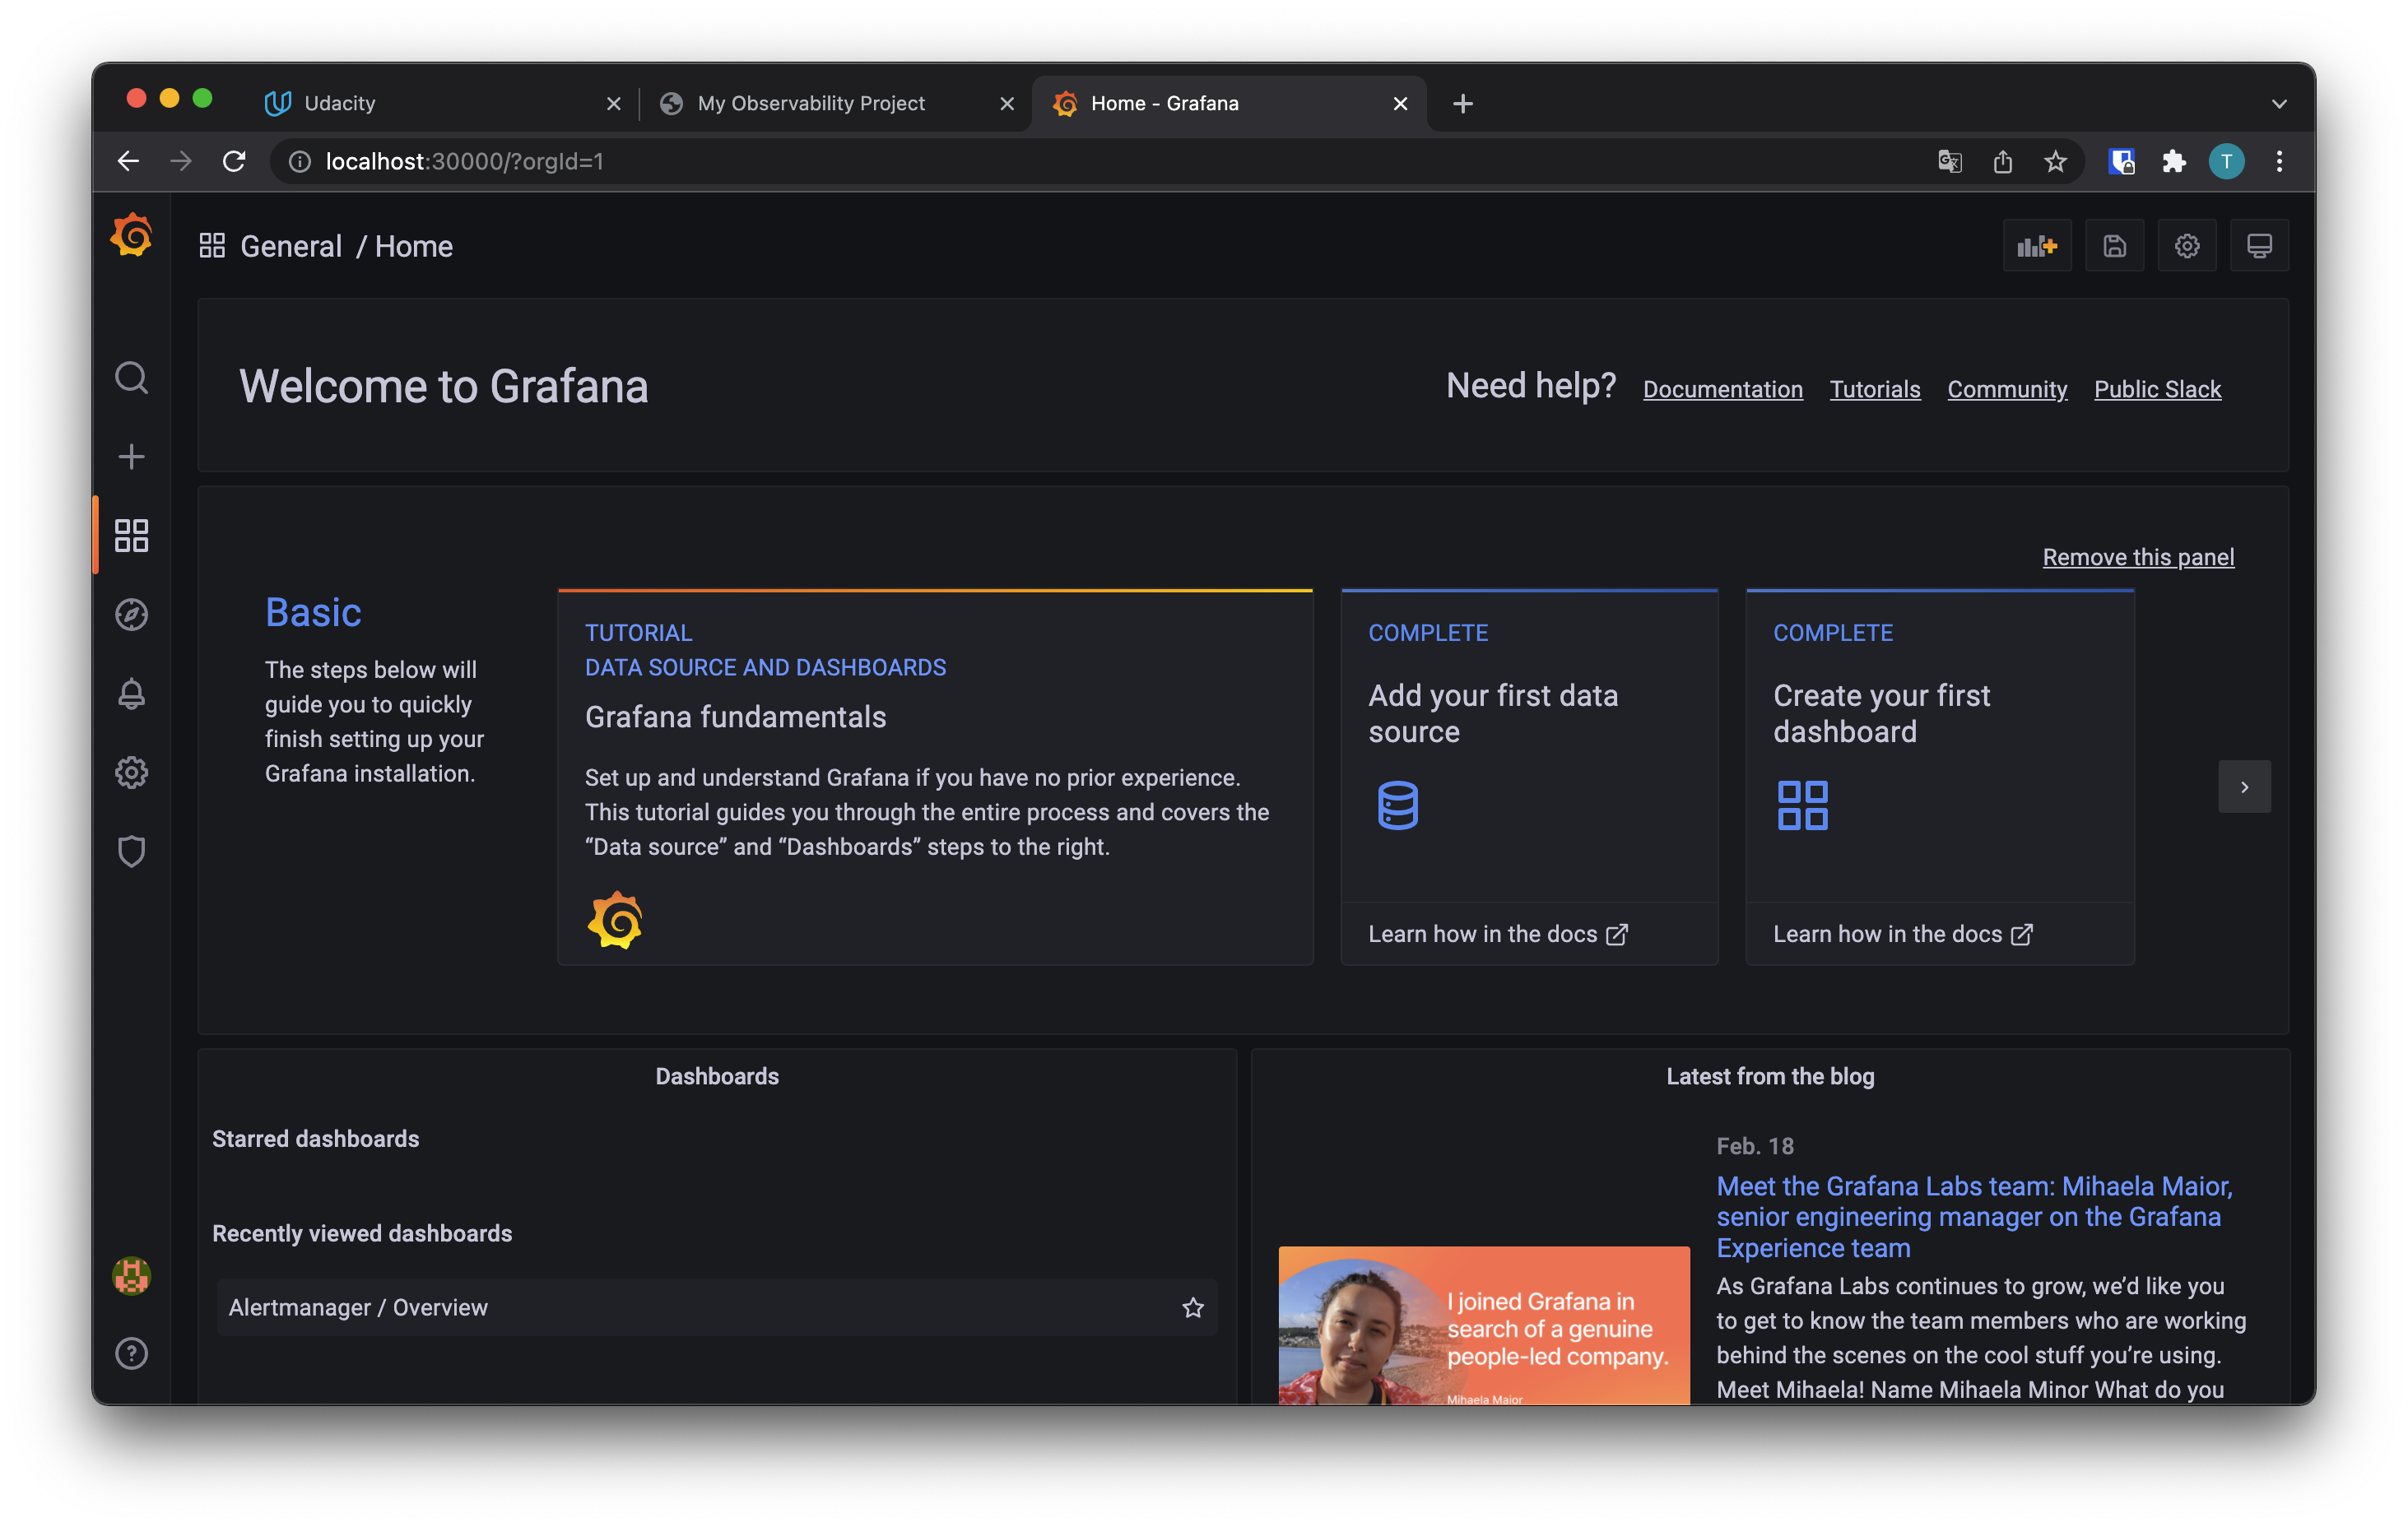 Udacity
My Observability Project
Home - Grafana
localhost:30000/?orgId=1
T
General / Home
Welcome to Grafana
Need help? Documentation Tutorials Community Public Slack
Remove this panel
Basic
The steps below will
guide you to quickly
finish setting up your
Grafana installation.
TUTORIAL
DATA SOURCE AND DASHBOARDS
Grafana fundamentals
Set up and understand Grafana if you have no prior experience.
This tutorial guides you through the entire process and covers the
“Data source” and “Dashboards” steps to the right.
COMPLETE
Add your first data
source
Learn how in the docs
COMPLETE
Create your first
dashboard
Learn how in the docs
Dashboards
Starred dashboards
Recently viewed dashboards
Alertmanager / Overview
Latest from the blog
I joined Grafana in
search of a genuine
people-led company.
Mihaela Maior
Feb. 18
Meet the Grafana Labs team: Mihaela Maior,
senior engineering manager on the Grafana
Experience team
As Grafana Labs continues to grow, we’d like you
to get to know the team members who are working
behind the scenes on the cool stuff you’re using.
Meet Mihaela! Name Mihaela Minor What do you